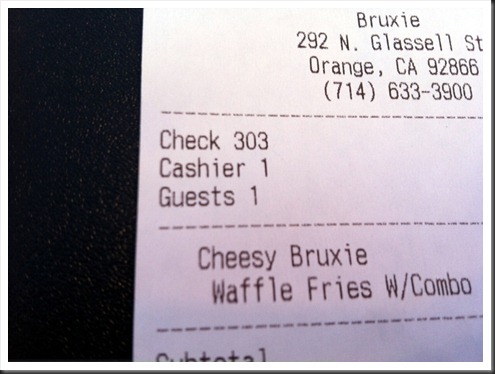 Bruxie
292 N. Glassell St
Orange, CA 92866
(714) 633-3900
Check 303
Cashier 1
Guests 1
Cheesy Bruxie
Waffle Fries W/Combo
Subtotal